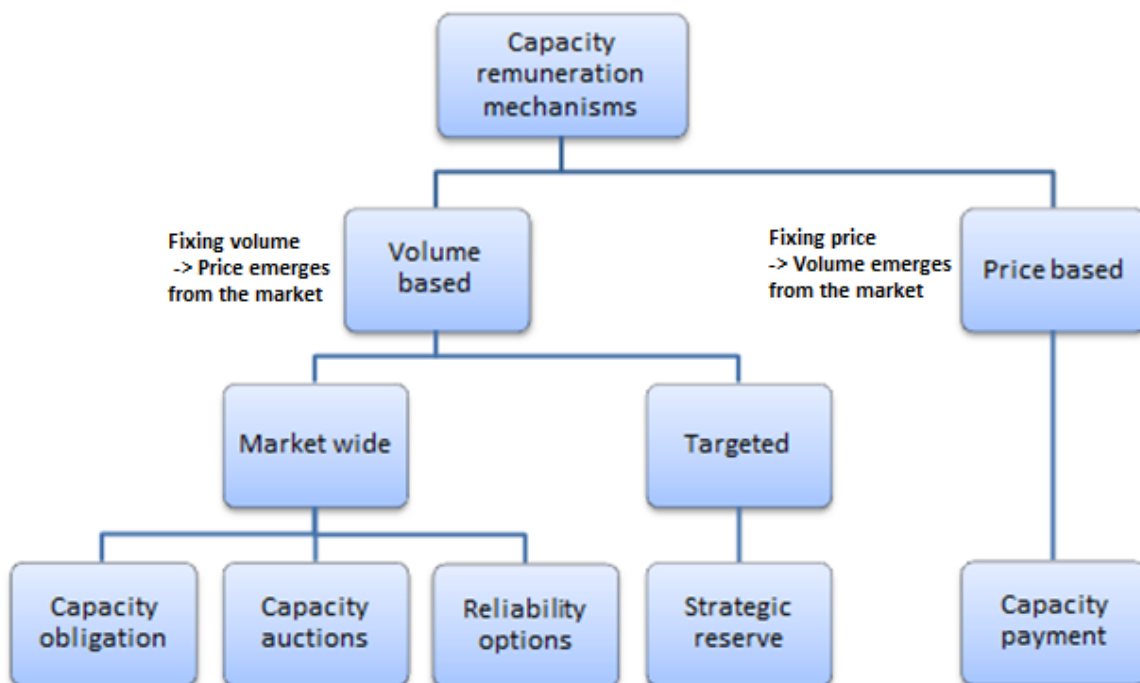 Capacity
remuneration
mechanisms
Fixing volume
-> Price emerges
from the market
Volume
based
Fixing price
-> Volume emerges
from the market
Price based
Market wide
Targeted
Capacity
obligation
Capacity
auctions
Reliability
options
Strategic
reserve
Capacity
payment